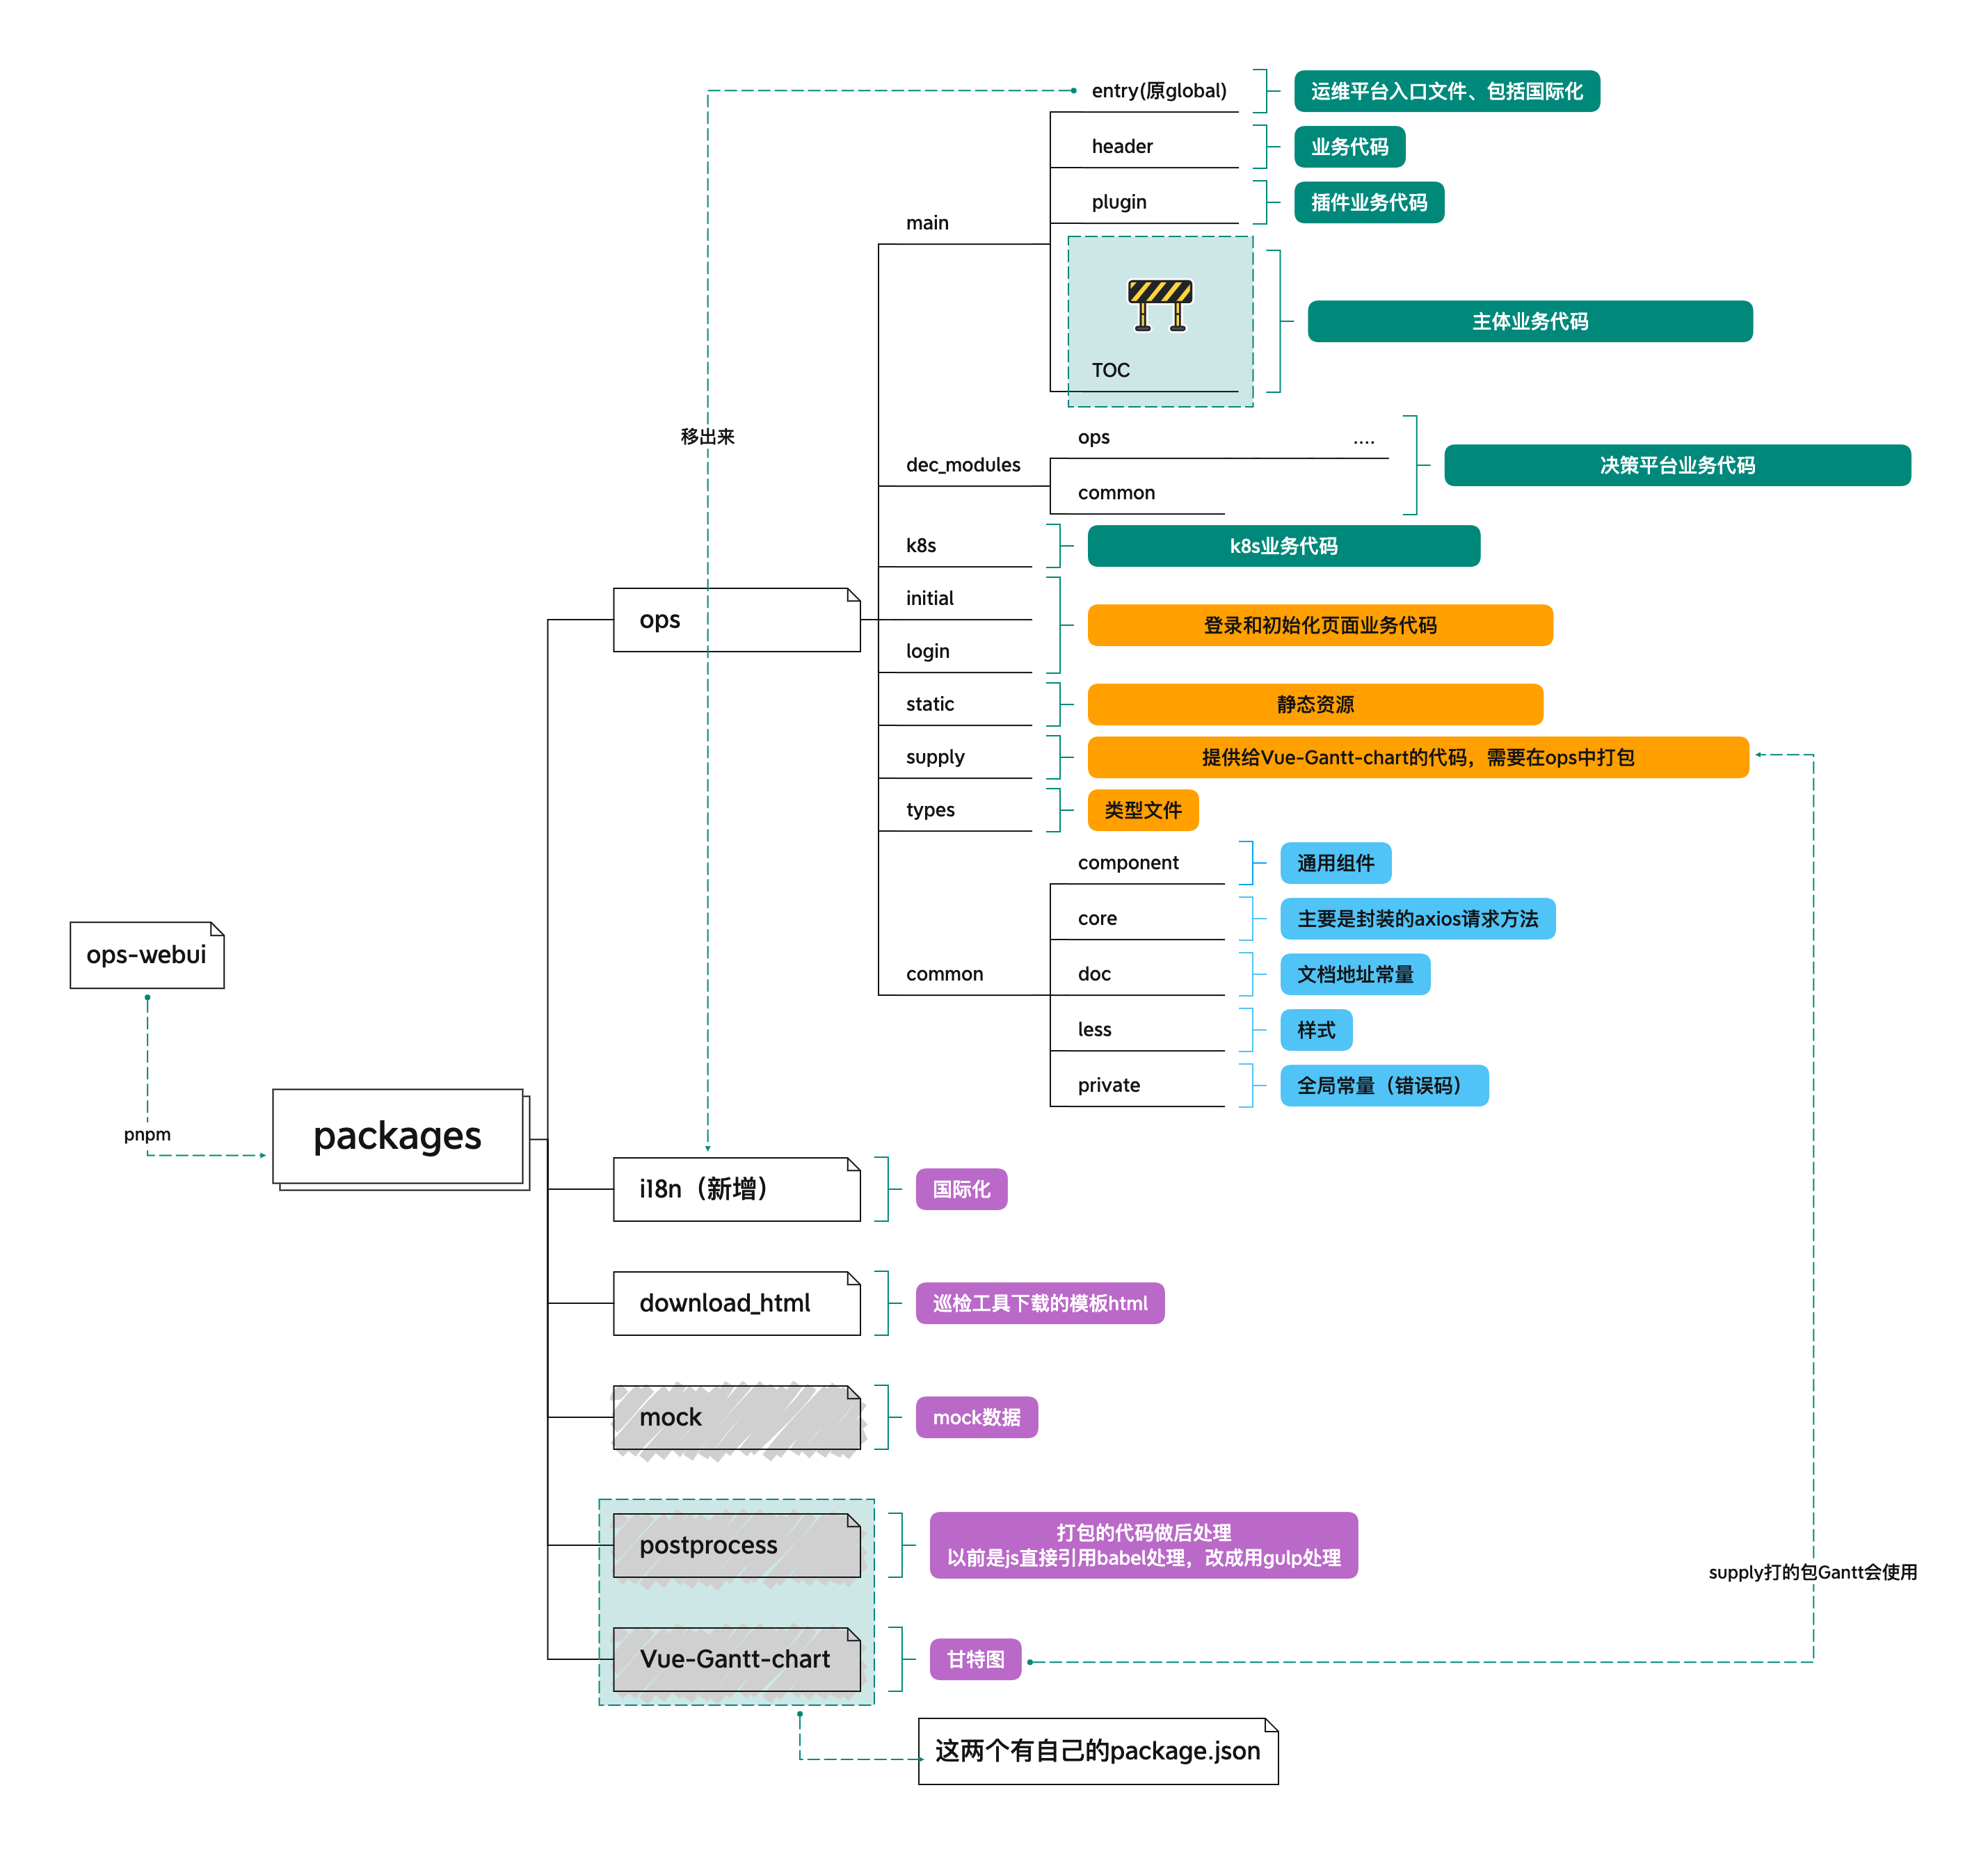 entry(原global)
运维平台入口文件、包括国际化
header
业务代码
plugin
插件业务代码
main
TOC
主体业务代码
移出来
dec_modules
ops
....
common
决策平台业务代码
k8s
k8s业务代码
ops
initial
login
登录和初始化页面业务代码
static
静态资源
supply
提供给Vue-Gantt-chart的代码，需要在ops中打包
types
类型文件
component
通用组件
core
主要是封装的axios请求方法
common
doc
文档地址常量
less
样式
private
全局常量（错误码）
ops-webui
pnpm
packages
i18n（新增）
国际化
download_html
巡检工具下载的模板html
mock
mock数据
postprocess
打包的代码做后处理
以前是js直接引用babel处理，改成用gulp处理
supply打的包Gantt会使用
Vue-Gantt-chart
甘特图
这两个有自己的package.json